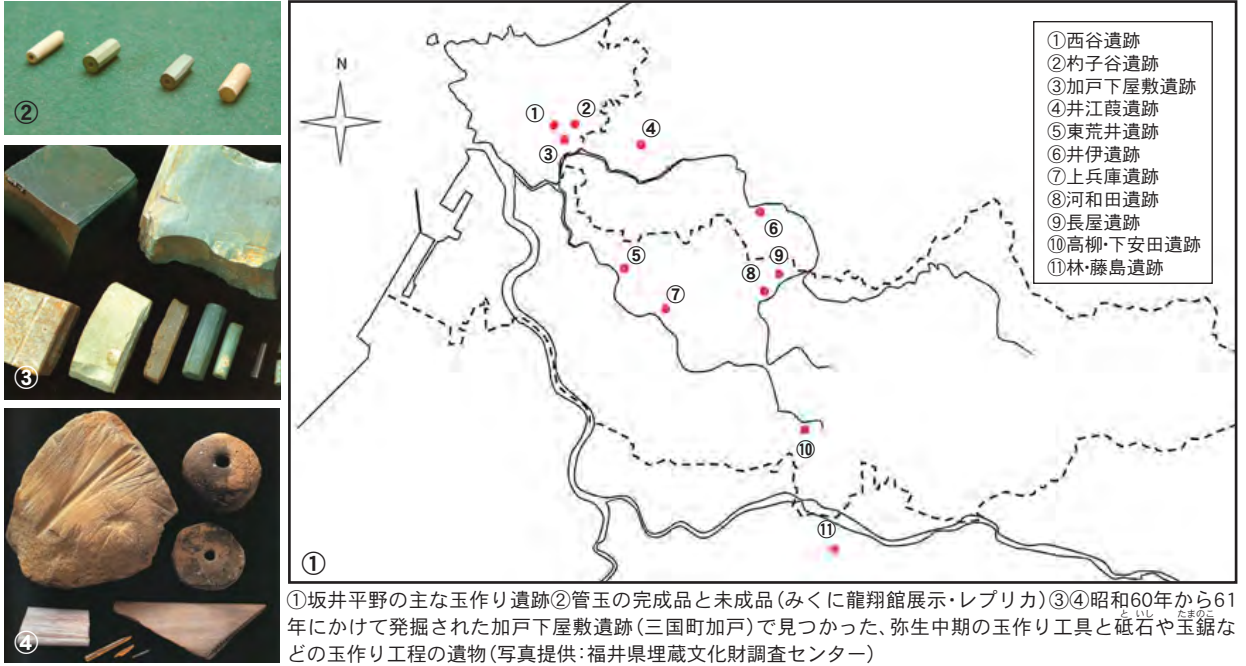 ②
③
④
N
①
②
③
④
⑤
⑥
⑦
⑧
⑨
⑩
⑪
①
①西谷遺跡
②杓子谷遺跡
③加戸下屋敷遺跡
④井江葭遺跡
⑤東荒井遺跡
⑥井伊遺跡
⑦上兵庫遺跡
⑧河和田遺跡
⑨長屋遺跡
⑩高柳・下安田遺跡
⑪林・藤島遺跡
①坂井平野の主な玉作り遺跡②管玉の完成品と未成品(みくに龍翔館展示・レプリカ)③④昭和60年から61
年にかけて発掘された加戸下屋敷遺跡(三国町加戸)で見つかった、弥生中期の玉作り工具と砥石や玉鋸な
といし たまのこ
どの玉作り工程の遺物(写真提供:福井県埋蔵文化財調査センター)